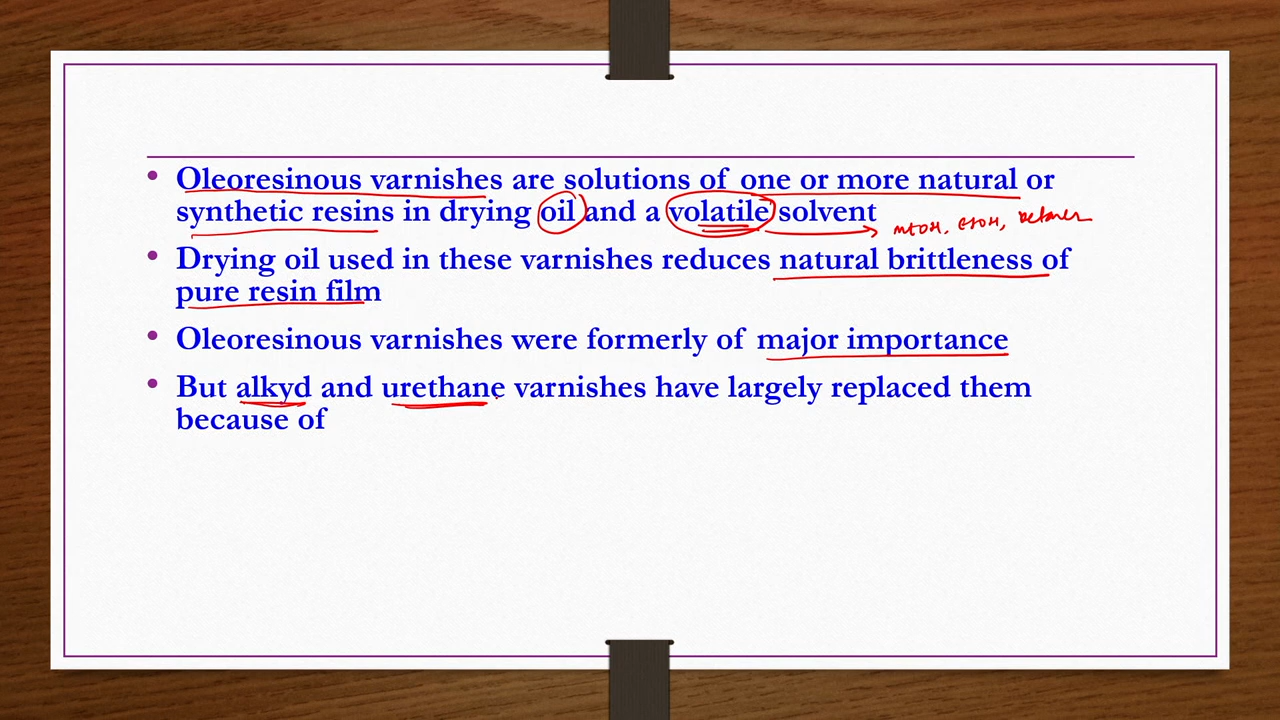 • Oleoresinous varnishes are solutions of one or more natural or
synthetic resins in drying oil and a volatile solvent
MeOH, EtOH,
• Drying oil used in these varnishes reduces natural brittleness of
pure resin film
• Oleoresinous varnishes were formerly of major importance
• But alkyd and urethane varnishes have largely replaced them
because of